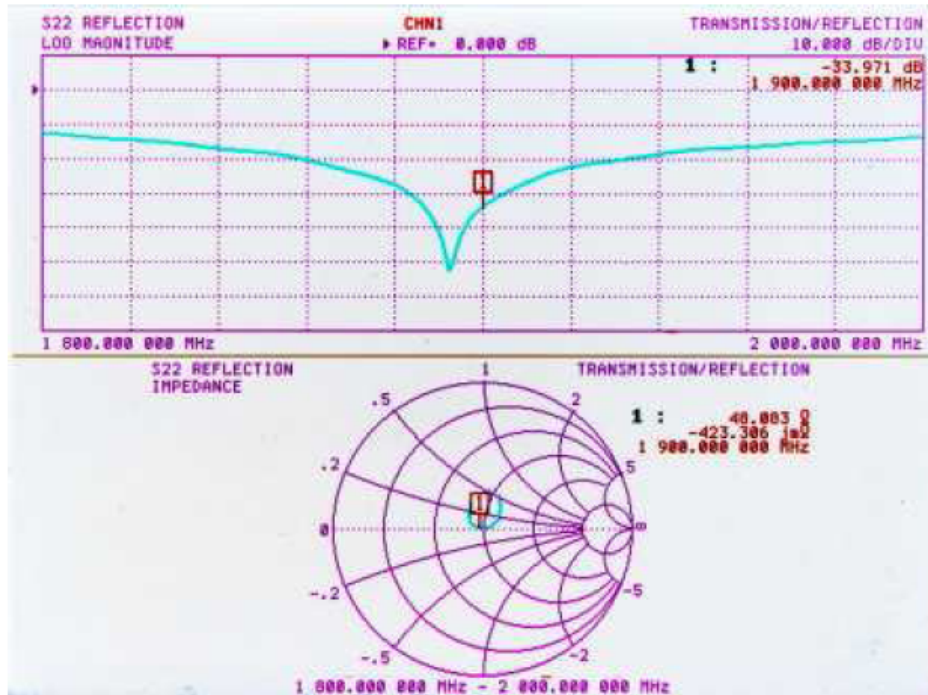 S22 REFLECTION CHN1 TRANSMISSION/REFLECTION
LOG MAGNITUDE ▶ REF= 0.000 dB 10.000 dB/DIV
1 : -33.971 dB
1 900.000 000 MHz
1
1 800.000 000 MHz 2 000.000 000 MHz
S22 REFLECTION 1 TRANSMISSION/REFLECTION
IMPEDANCE
.5 2
1 : 48.083 Ω
-423.306 jmΩ
1 900.000 000 MHz
.2 5
1
0 ∞
-.2 -5
-.5 -2
1 800.000 000 MHz - 2 000.000 000 MHz